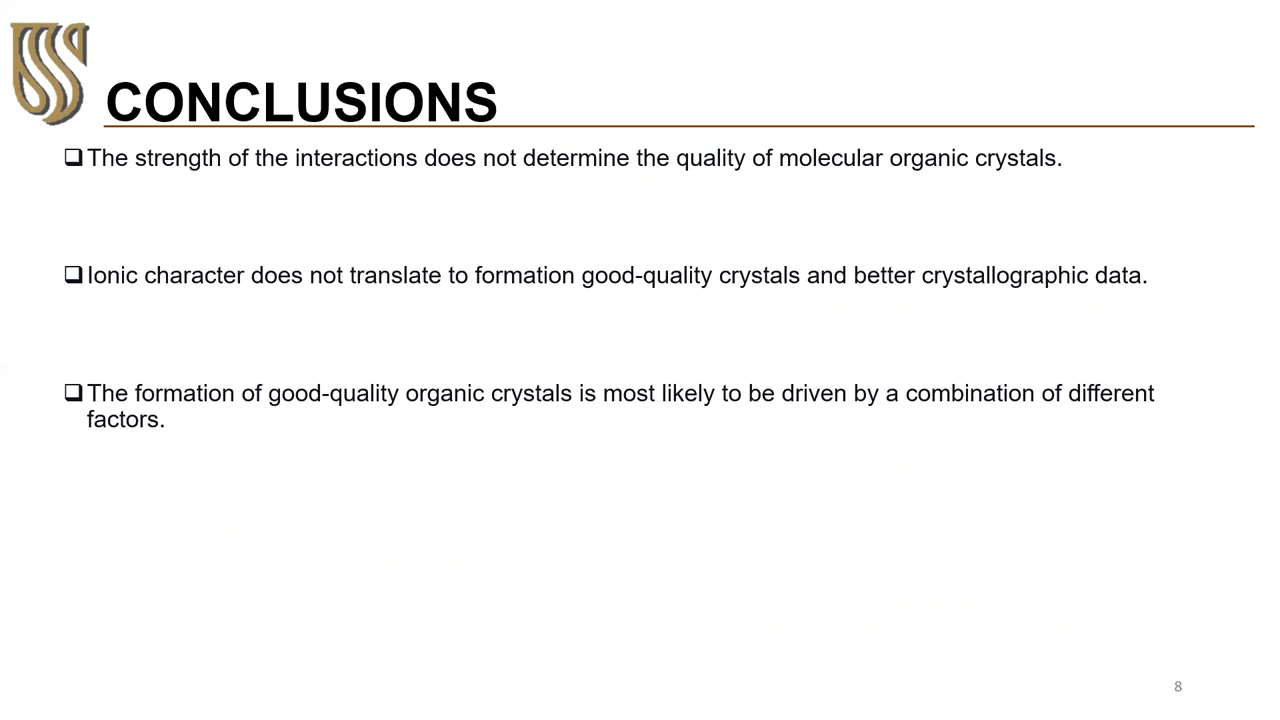 CONCLUSIONS
The strength of the interactions does not determine the quality of molecular organic crystals.
Ionic character does not translate to formation good-quality crystals and better crystallographic data.
The formation of good-quality organic crystals is most likely to be driven by a combination of different
factors.
8